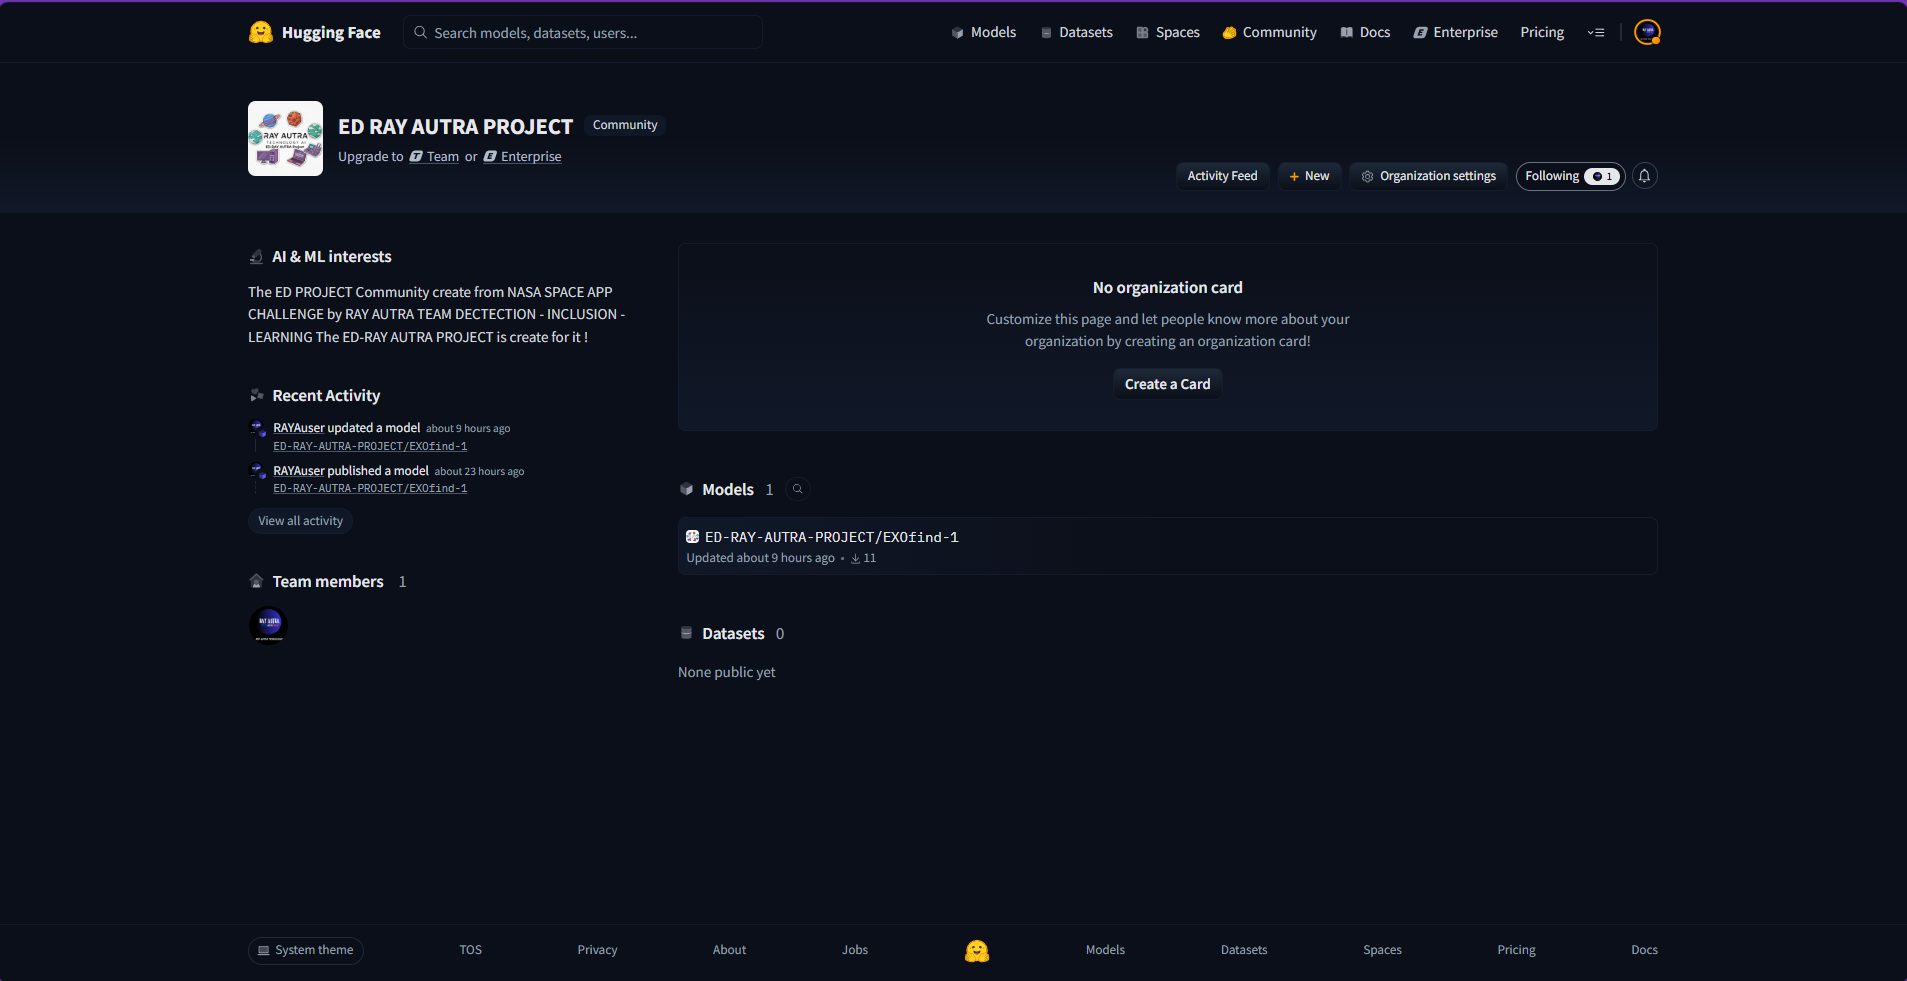 Hugging Face
Search models, datasets, users...
Models
Datasets
Spaces
Community
Docs
Enterprise
Pricing
RAY AUTRA
TECHNOLOGY AI
ED RAY AUTRA PROJECT
Community
Upgrade to Team or Enterprise
Activity Feed
+ New
Organization settings
Following 1
AI & ML interests
The ED PROJECT Community create from NASA SPACE APP
CHALLENGE by RAY AUTRA TEAM DECTECTION - INCLUSION -
LEARNING The ED-RAY AUTRA PROJECT is create for it !
Recent Activity
RAYAuser updated a model about 9 hours ago
ED-RAY-AUTRA-PROJECT/EXOfind-1
RAYAuser published a model about 23 hours ago
ED-RAY-AUTRA-PROJECT/EXOfind-1
View all activity
Team members 1
RAY AUTRA
No organization card
Customize this page and let people know more about your
organization by creating an organization card!
Create a Card
Models 1
ED-RAY-AUTRA-PROJECT/EXOfind-1
Updated about 9 hours ago • 11
Datasets 0
None public yet
System theme
TOS
Privacy
About
Jobs
Models
Datasets
Spaces
Pricing
Docs